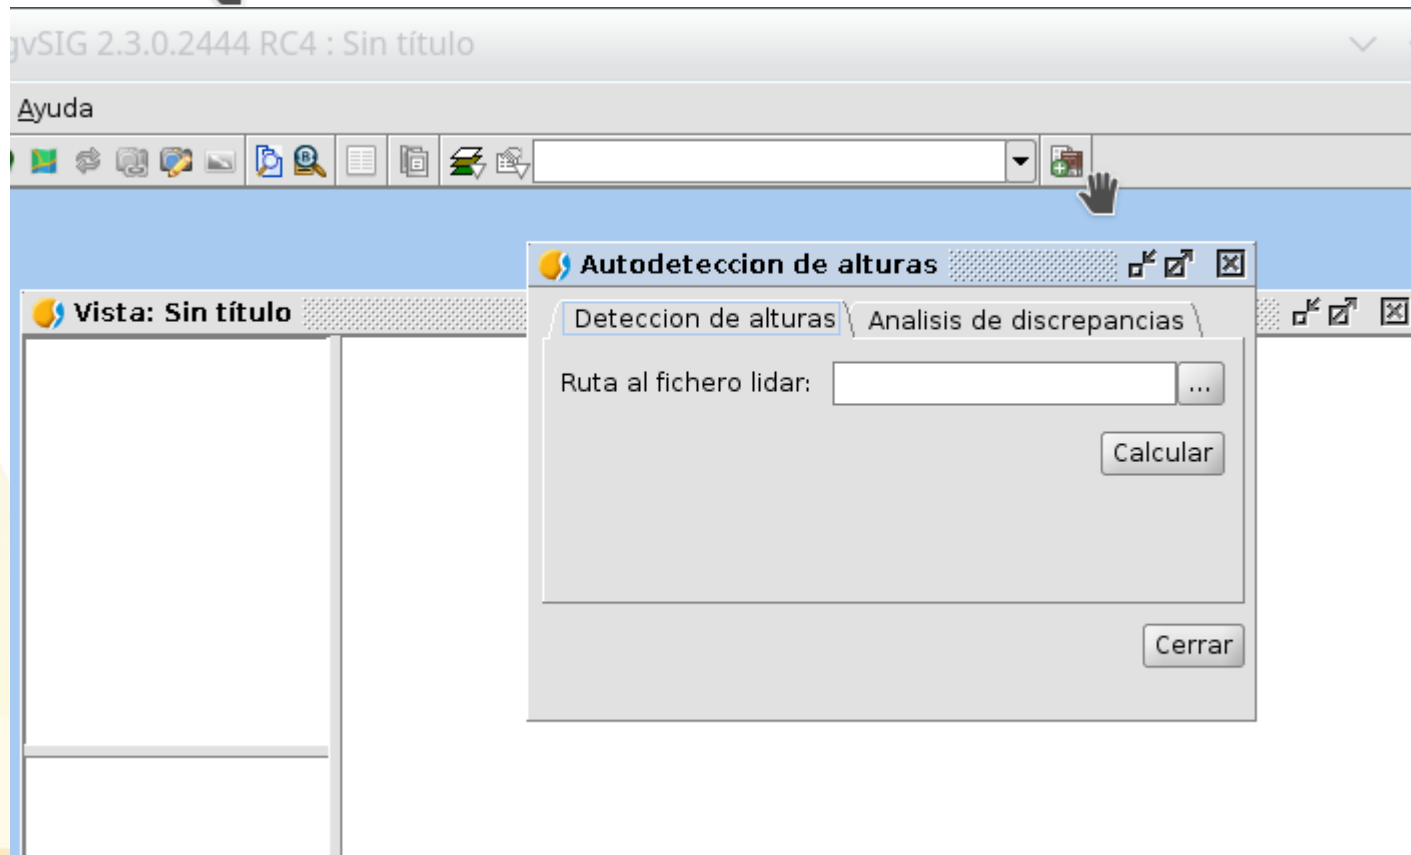 gvSIG 2.3.0.2444 RC4 : Sin título
Ayuda
Autodeteccion de alturas
Vista: Sin título
Deteccion de alturas
Analisis de discrepancias
Ruta al fichero lidar:
...
Calcular
Cerrar